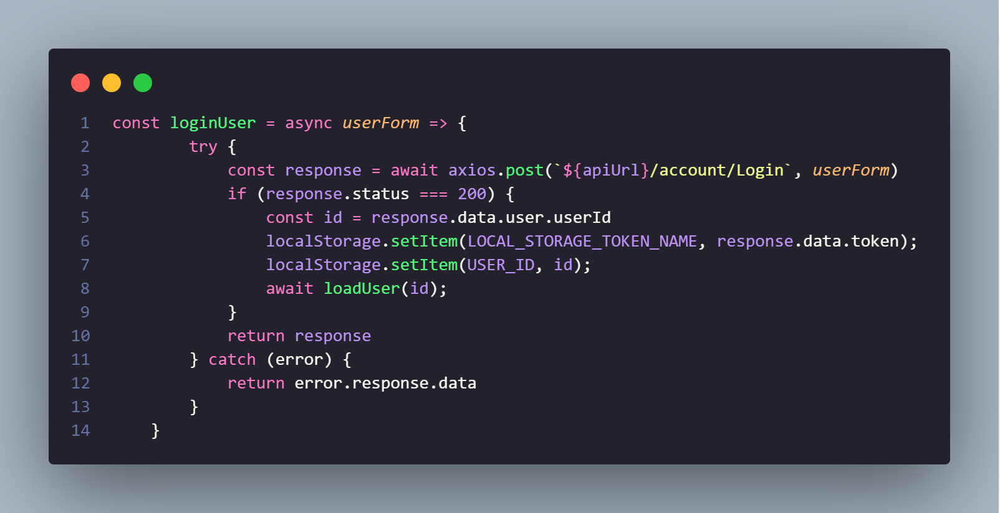 1 const loginUser = async userForm => {
2 try {
3 const response = await axios.post(`${apiUrl}/account/Login`, userForm)
4 if (response.status === 200) {
5 const id = response.data.user.userId
6 localStorage.setItem(LOCAL_STORAGE_TOKEN_NAME, response.data.token);
7 localStorage.setItem(USER_ID, id);
8 await loadUser(id);
9 }
10 return response
11 } catch (error) {
12 return error.response.data
13 }
14 }